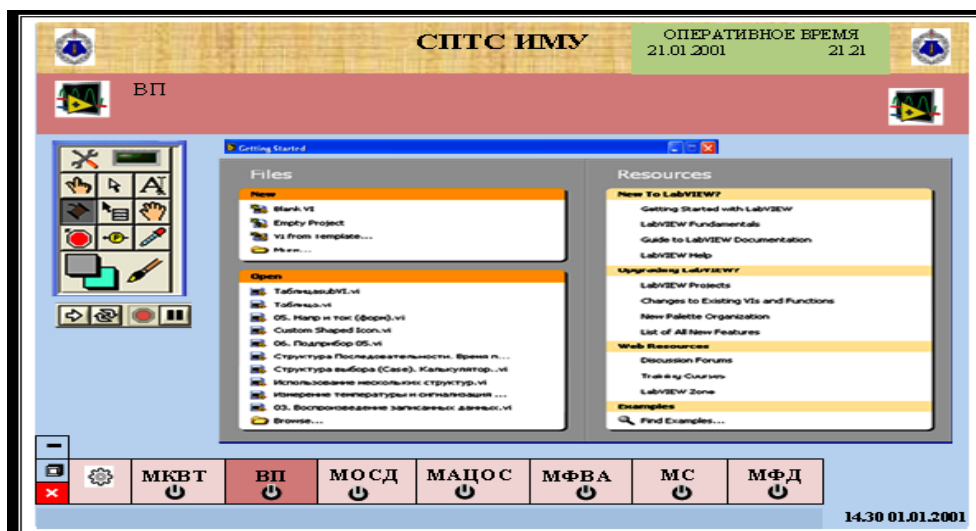 СПТС ИМУ
ОПЕРАТИВНОЕ ВРЕМЯ
21.01.2001 21.21
ВП
Getting Started
Files
New
Blank VI
Empty Project
VI from Template...
More...
Open
ТаблицаsubVI.vi
Таблица.vi
05. Напр и ток (форм).vi
Custom Shaped Icon.vi
06. Подприбор 05.vi
Структура Последовательности. Время п...
Структура выбора (Case). Калькулятор..vi
Использование нескольких структур.vi
Измерение температуры и сигнализация ...
03. Воспроизведение записанных данных.vi
Browse...
Resources
New To LabVIEW?
Getting Started with LabVIEW
LabVIEW Fundamentals
Guide to LabVIEW Documentation
LabVIEW Help
Upgrading LabVIEW?
LabVIEW Projects
Changes to Existing VIs and Functions
New Palette Organization
List of All New Features
Web Resources
Discussion Forums
Training Courses
LabVIEW Zone
Examples
Find Examples...
МКВТ
ВП
МОСД
МАЦОС
МФВА
МС
МФД
14.30 01.01.2001